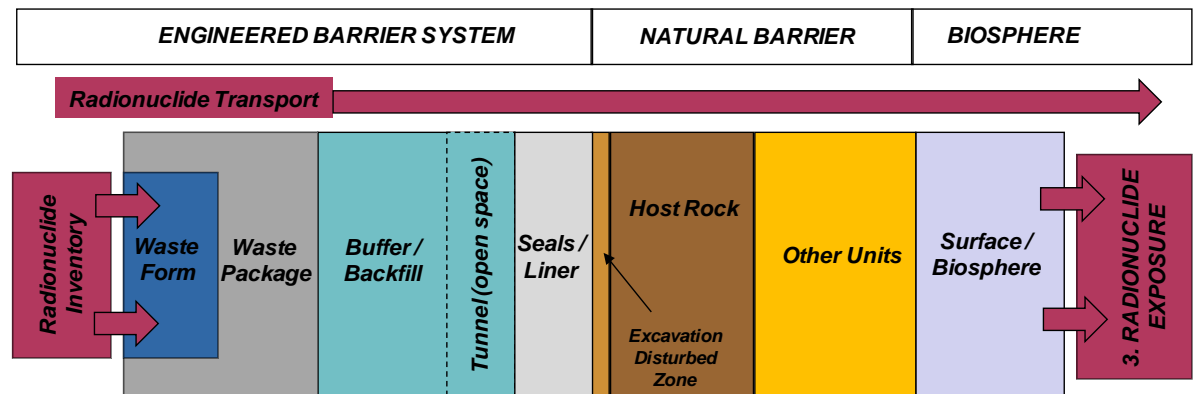 ENGINEERED BARRIER SYSTEM
NATURAL BARRIER
BIOSPHERE
Radionuclide Transport
Radionuclide
Inventory
Waste
Form
Waste
Package
Buffer /
Backfill
Tunnel (open space)
Seals /
Liner
Host Rock
Excavation
Disturbed
Zone
Other Units
Surface /
Biosphere
3. RADIONUCLIDE
EXPOSURE